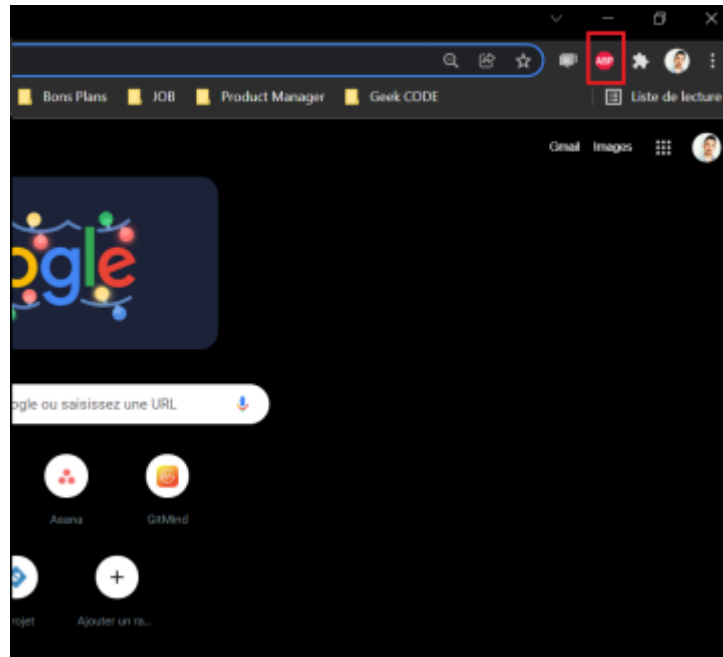 ABP
Bons Plans JOB Product Manager Geek CODE Liste de lecture
Gmail Images
ogle
ogle ou saisissez une URL
Asana GitMind
rojet Ajouter un ra...